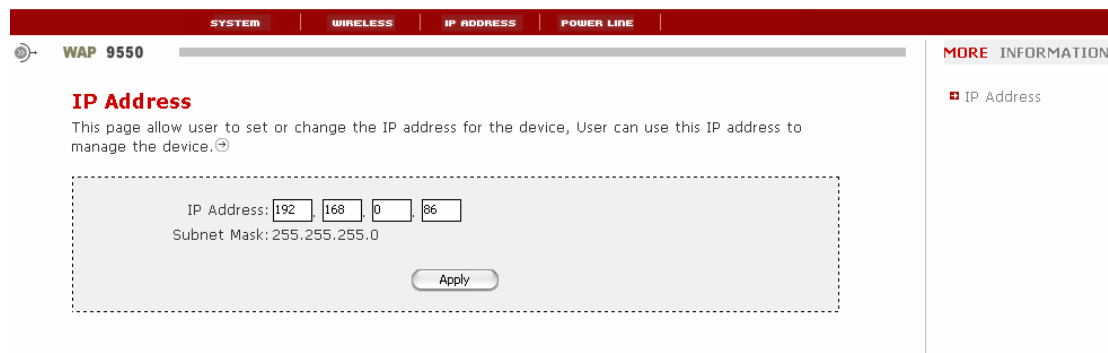 SYSTEM WIRELESS IP ADDRESS POWER LINE
WAP 9550
MORE INFORMATION
IP Address
IP Address
This page allow user to set or change the IP address for the device, User can use this IP address to
manage the device.
IP Address: 192 . 168 . 0 . 86
Subnet Mask: 255.255.255.0
Apply